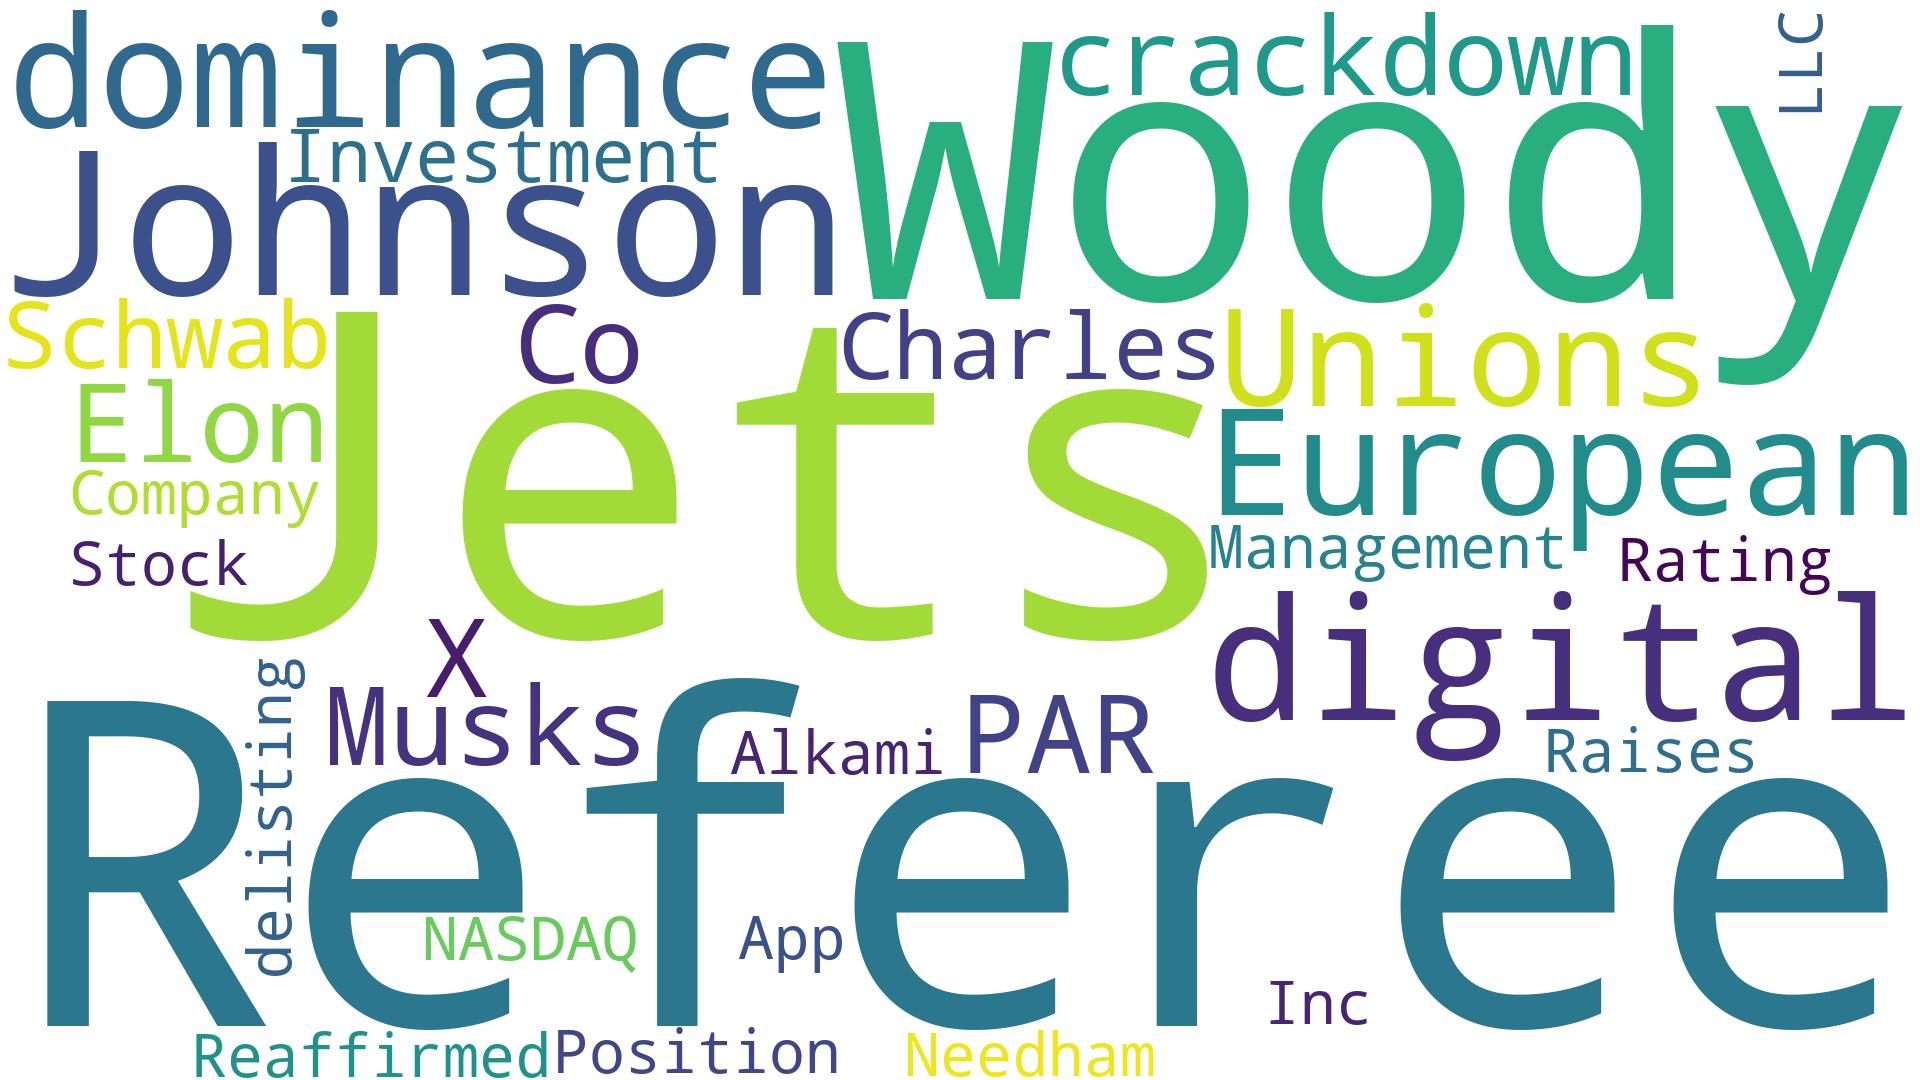 dominance
Woody
crackdown
LLC
Investment
Johnson
Schwab
Co
Charles
Unions
Elon
Jets
European
Company
Stock
Management
Rating
X
digital
delisting
Musks
Alkami
PAR
Raises
Referee
NASDAQ
App
Inc
Reaffirmed
Position
Needham